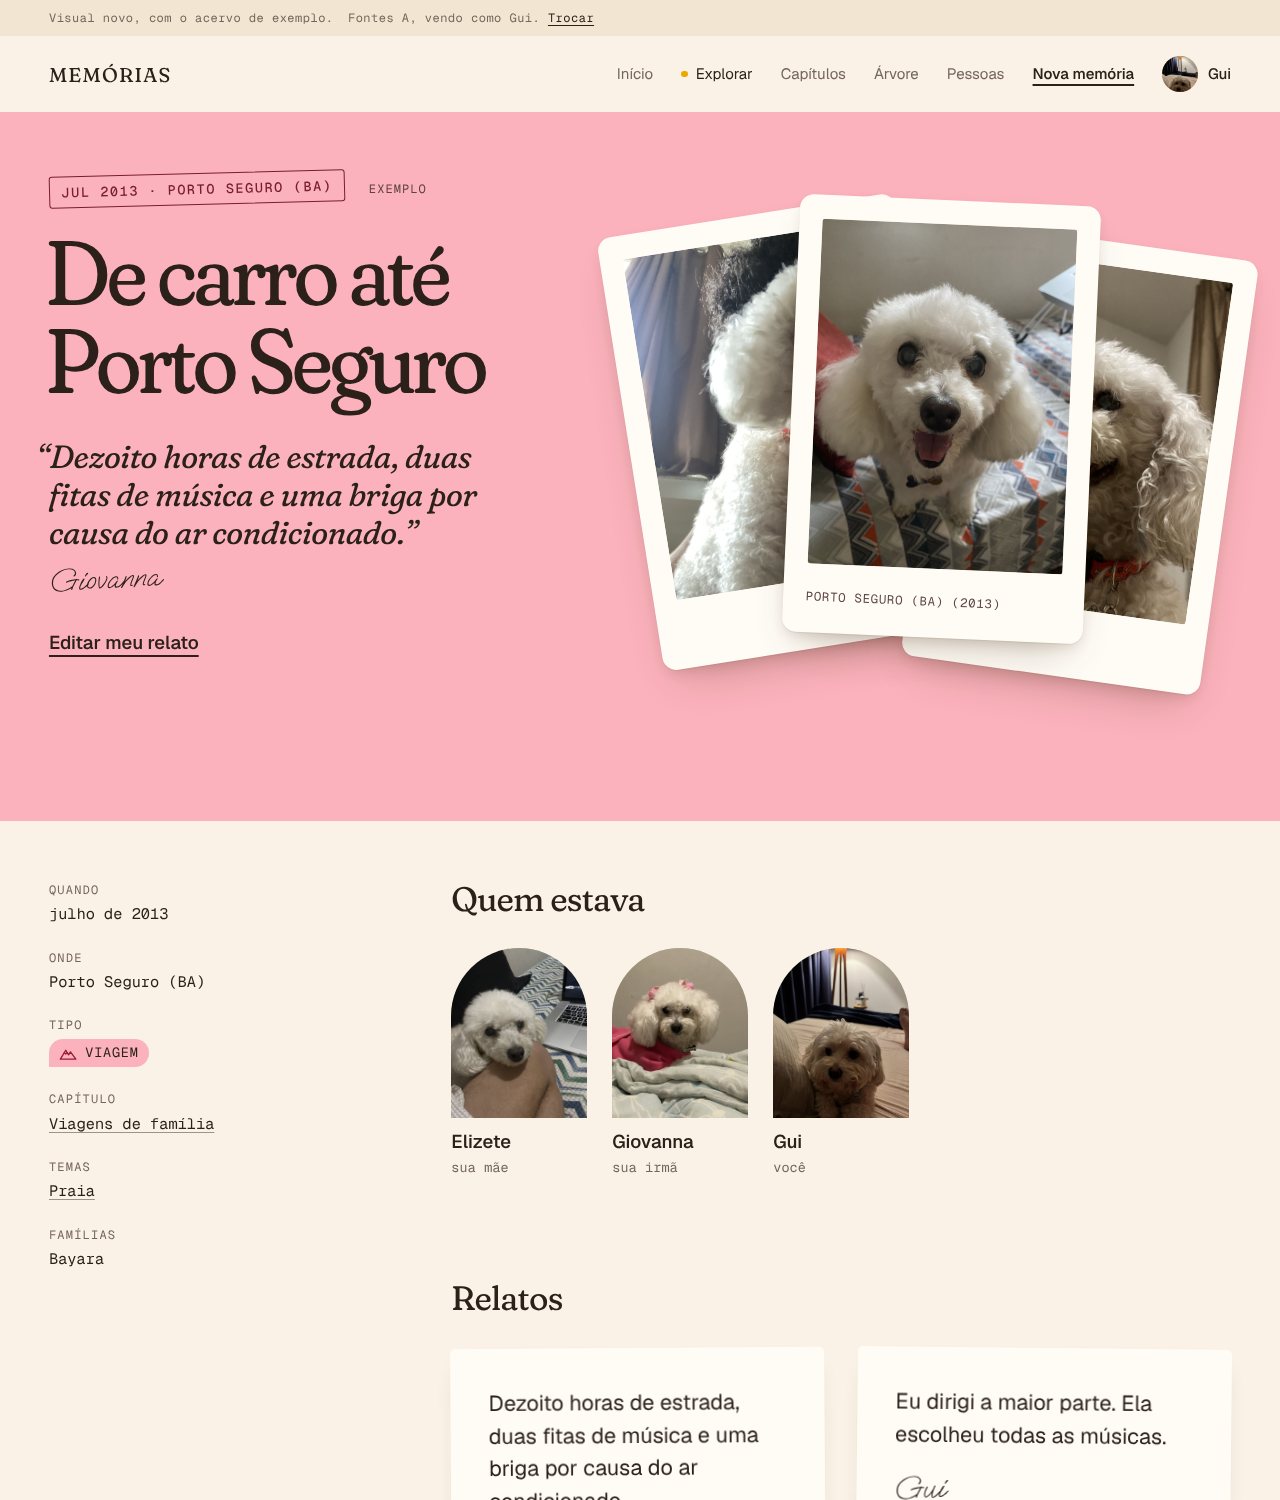 Visual novo, com o acervo de exemplo. Fontes A, vendo como Gui. Trocar
MEMÓRIAS
Início Explorar Capítulos Árvore Pessoas Nova memória Gui
JUL 2013 · PORTO SEGURO (BA) EXEMPLO
De carro até
Porto Seguro
“Dezoito horas de estrada, duas
fitas de música e uma briga por
causa do ar condicionado.”
Giovanna
Editar meu relato
PORTO SEGURO (BA) (2013)
QUANDO
julho de 2013
ONDE
Porto Seguro (BA)
TIPO
VIAGEM
CAPÍTULO
Viagens de família
TEMAS
Praia
FAMÍLIAS
Bayara
Quem estava
Elizete
sua mãe
Giovanna
sua irmã
Gui
você
Relatos
Dezoito horas de estrada,
duas fitas de música e uma
briga por causa do ar
condicionado.
Eu dirigi a maior parte. Ela
escolheu todas as músicas.
Gui